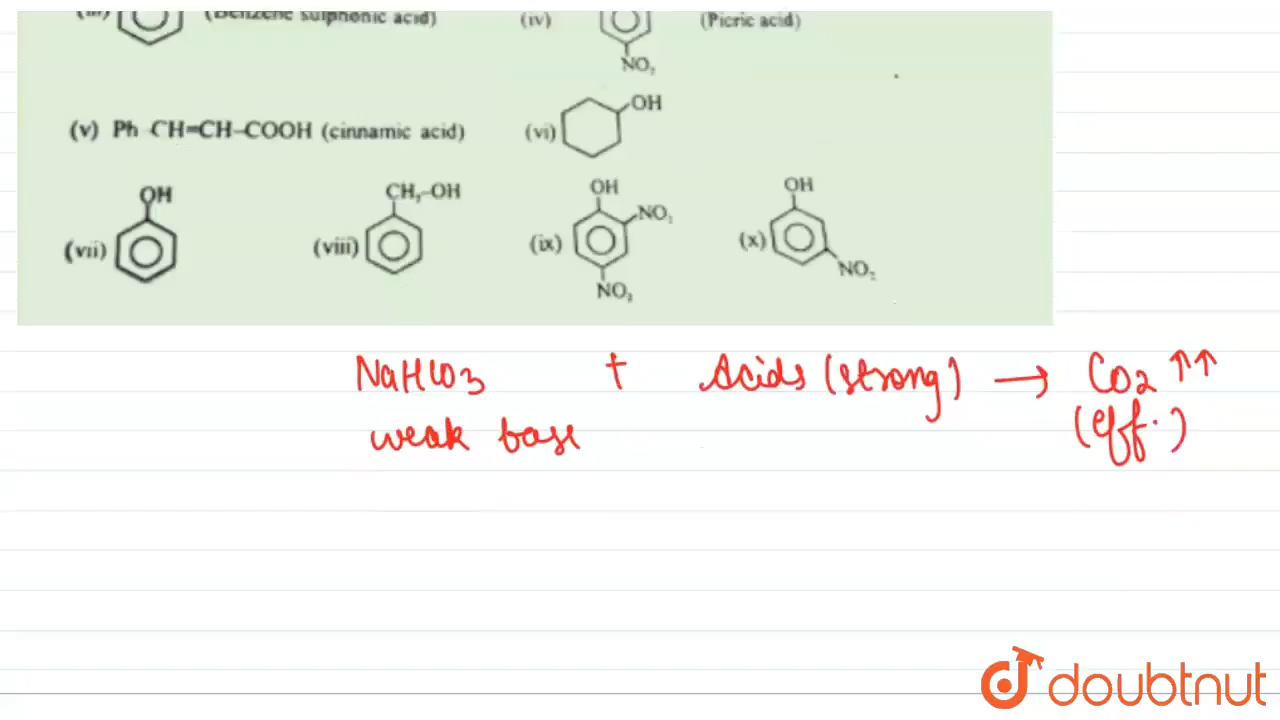 (iii) (Benzene sulphonic acid) (iv) (Picric acid)
NO₂
(v) Ph CH=CH–COOH (cinnamic acid) (vi) OH
OH CH₂–OH OH OH
NO₂
(vii) (viii) (ix) (x)
NO₂
NO₂
NaHCO3 + Acids (strong) → CO2 ↑↑
weak base (eff.)
doubtnut